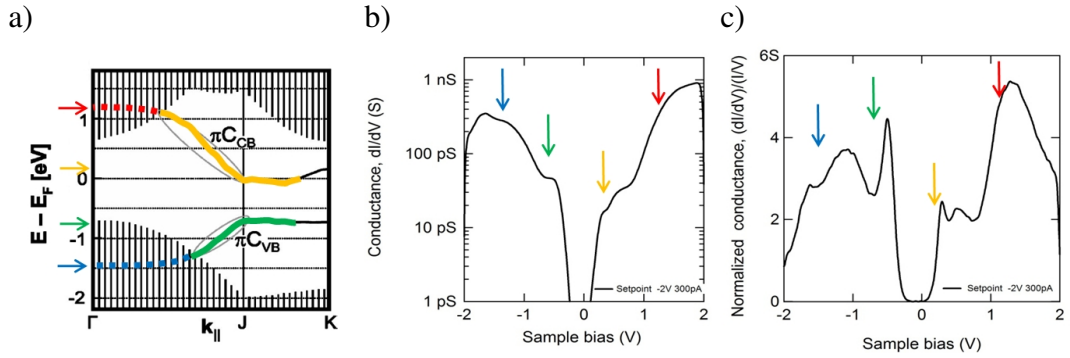 a)
E – E_F [eV]
1
0
-1
-2
πC_CB
πC_VB
Γ
J
K
k_||
b)
Conductance, dI/dV (S)
1 nS
100 pS
10 pS
1 pS
Setpoint -2V 300pA
-2
-1
0
1
2
Sample bias (V)
c)
Normalized conductance, (dI/dV)/(I/V)
6S
4
2
0
Setpoint -2V 300pA
-2
-1
0
1
2
Sample bias (V)